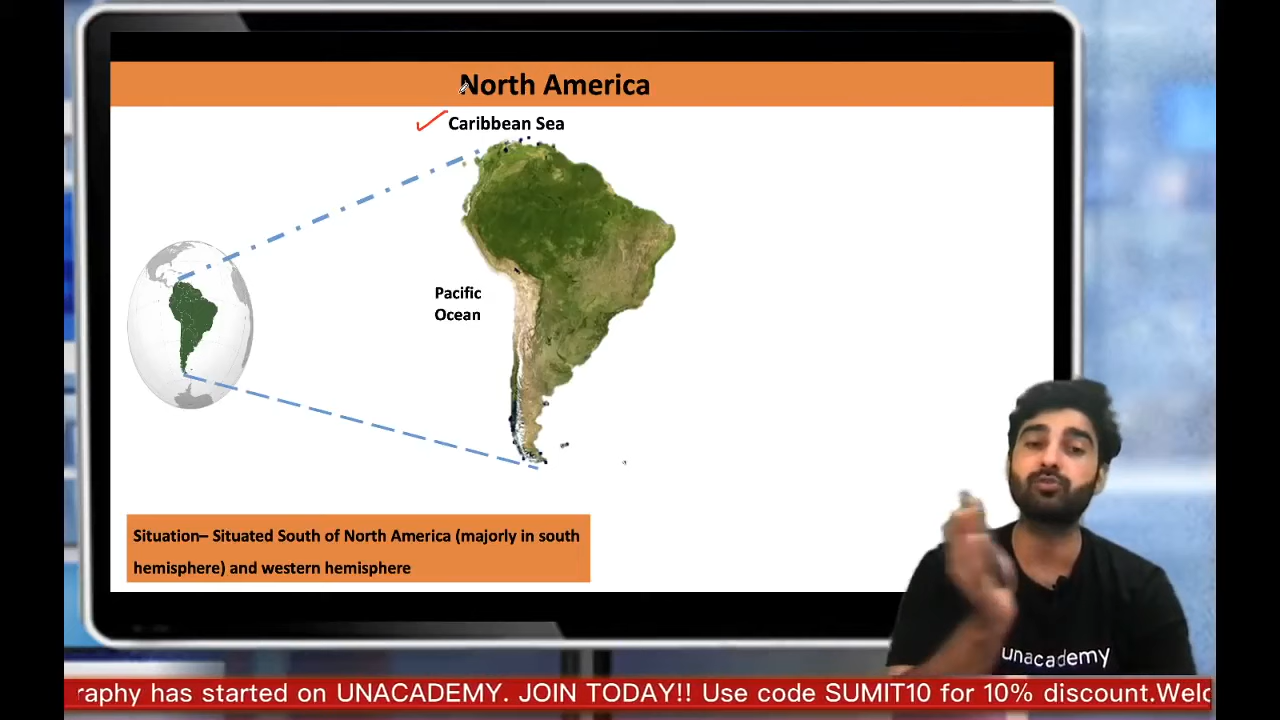 North America
Caribbean Sea
Pacific
Ocean
Situation– Situated South of North America (majorly in south
hemisphere) and western hemisphere
unacademy
raphy has started on UNACADEMY. JOIN TODAY!! Use code SUMIT10 for 10% discount.Welc